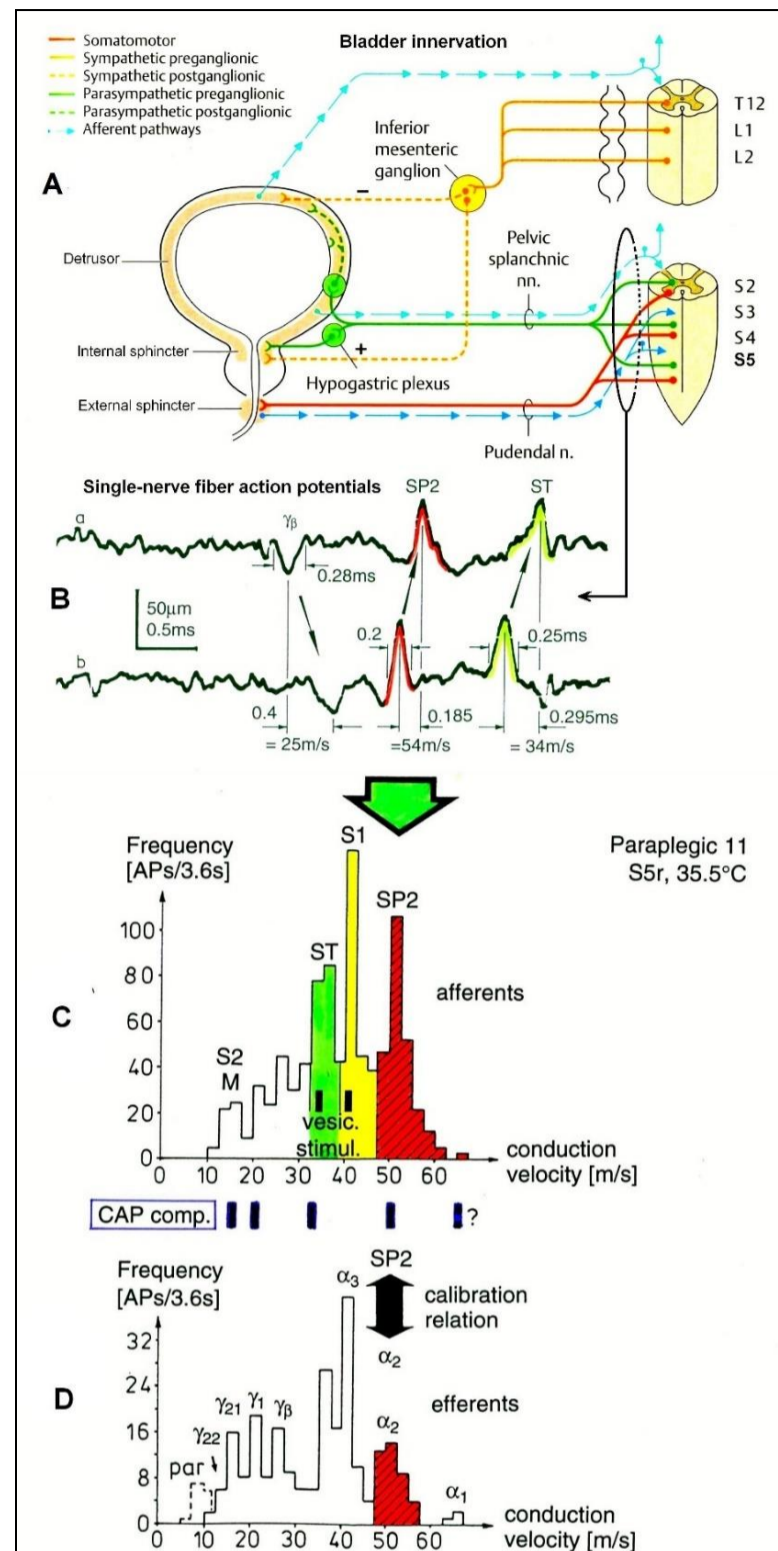 Somatomotor
Sympathetic preganglionic
Sympathetic postganglionic
Parasympathetic preganglionic
Parasympathetic postganglionic
Afferent pathways
Bladder innervation
T12
L1
L2
Inferior
mesenteric
ganglion
A
–
Detrusor
Pelvic
splanchnic
nn.
S2
S3
S4
S5
Internal sphincter
+
Hypogastric plexus
External sphincter
Pudendal n.
Single-nerve fiber action potentials
SP2
ST
a
γβ
0.28ms
B
50μm
0.5ms
0.2
0.25ms
b
0.4
0.185
0.295ms
= 25m/s
=54m/s
= 34m/s
Frequency
[APs/3.6s]
S1
Paraplegic 11
S5r, 35.5°C
SP2
100
ST
80
afferents
C
60
S2
M
40
20
vesic.
stimul.
0
conduction
velocity [m/s]
0 10 20 30 40 50 60
CAP comp.
?
SP2
Frequency
[APs/3.6s]
α3
calibration
relation
32
α2
24
D
efferents
γ21 γ1 γβ
α2
16
γ22
par
8
α1
0
conduction
velocity [m/s]
0 10 20 30 40 50 60